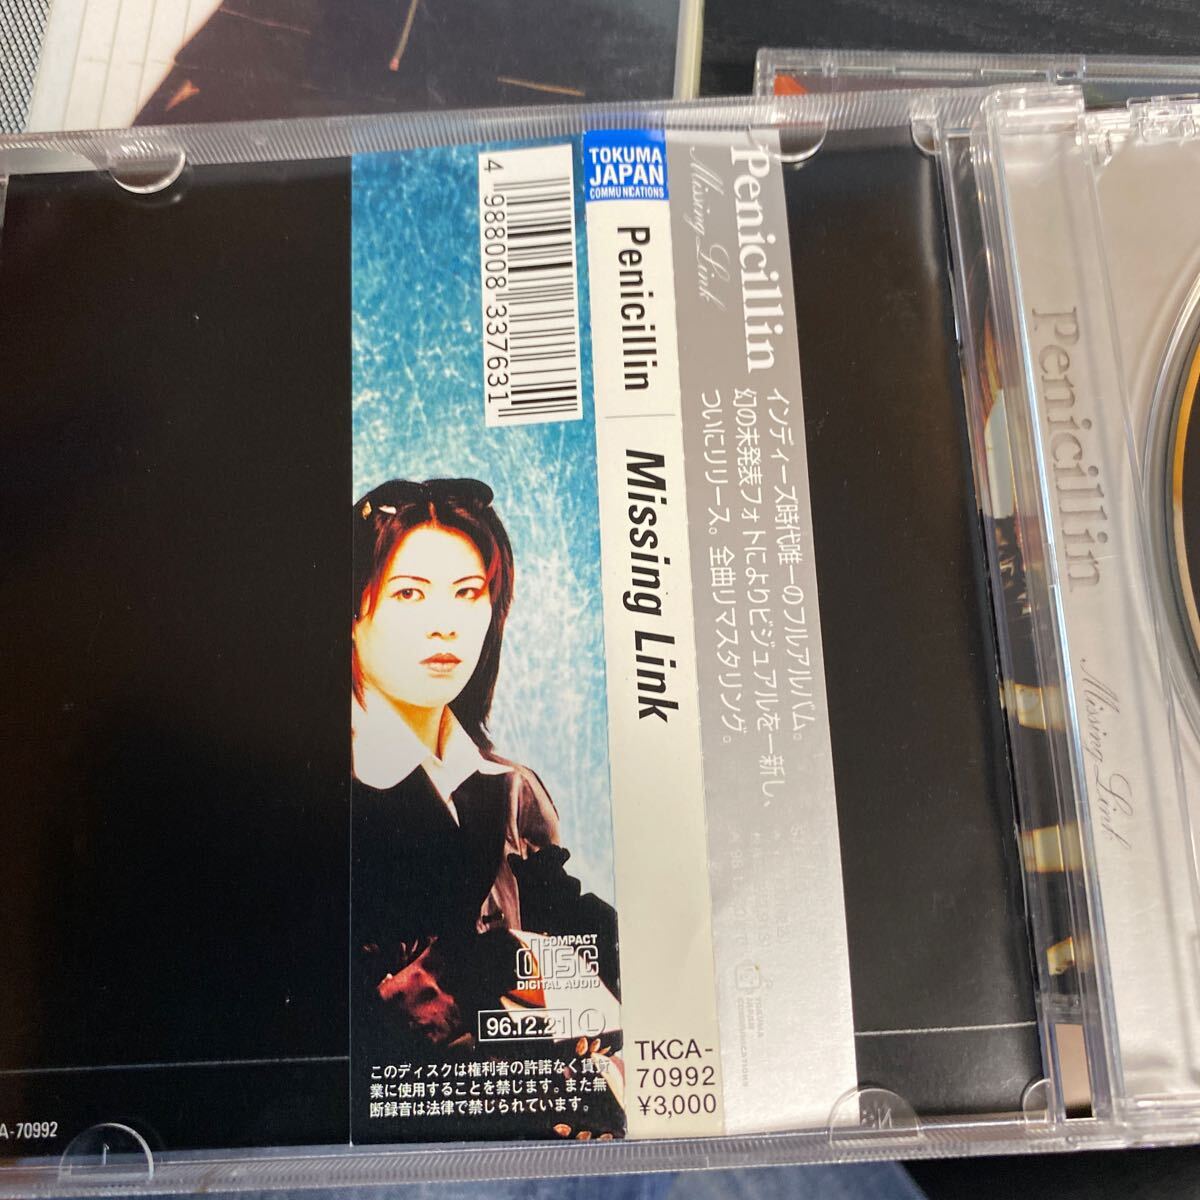 4 988008 337631
TOKUMA
JAPAN
COMMUNICATIONS
Penicillin
Missing Link
TKCA-
70992
¥3,000
Penicillin
Missing Link
インディーズ時代唯一のフルアルバム。
幻の未発表フォトによりビジュアルを一新し、
ついにリリース。全曲リマスタリング。
COMPACT
disc
DIGITAL AUDIO
96.12.21 L
このディスクは権利者の許諾なく賃貸
業に使用することを禁じます。また無
断録音は法律で禁じられています。
TOKUMA
JAPAN
COMMUNICATIONS
A-70992
Penicillin
Missing Link